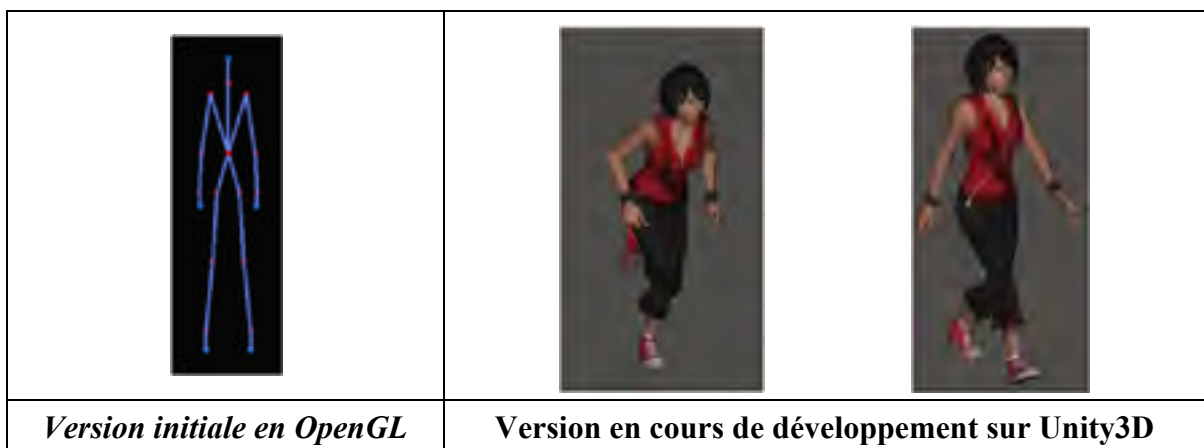 Version initiale en OpenGL
Version en cours de développement sur Unity3D